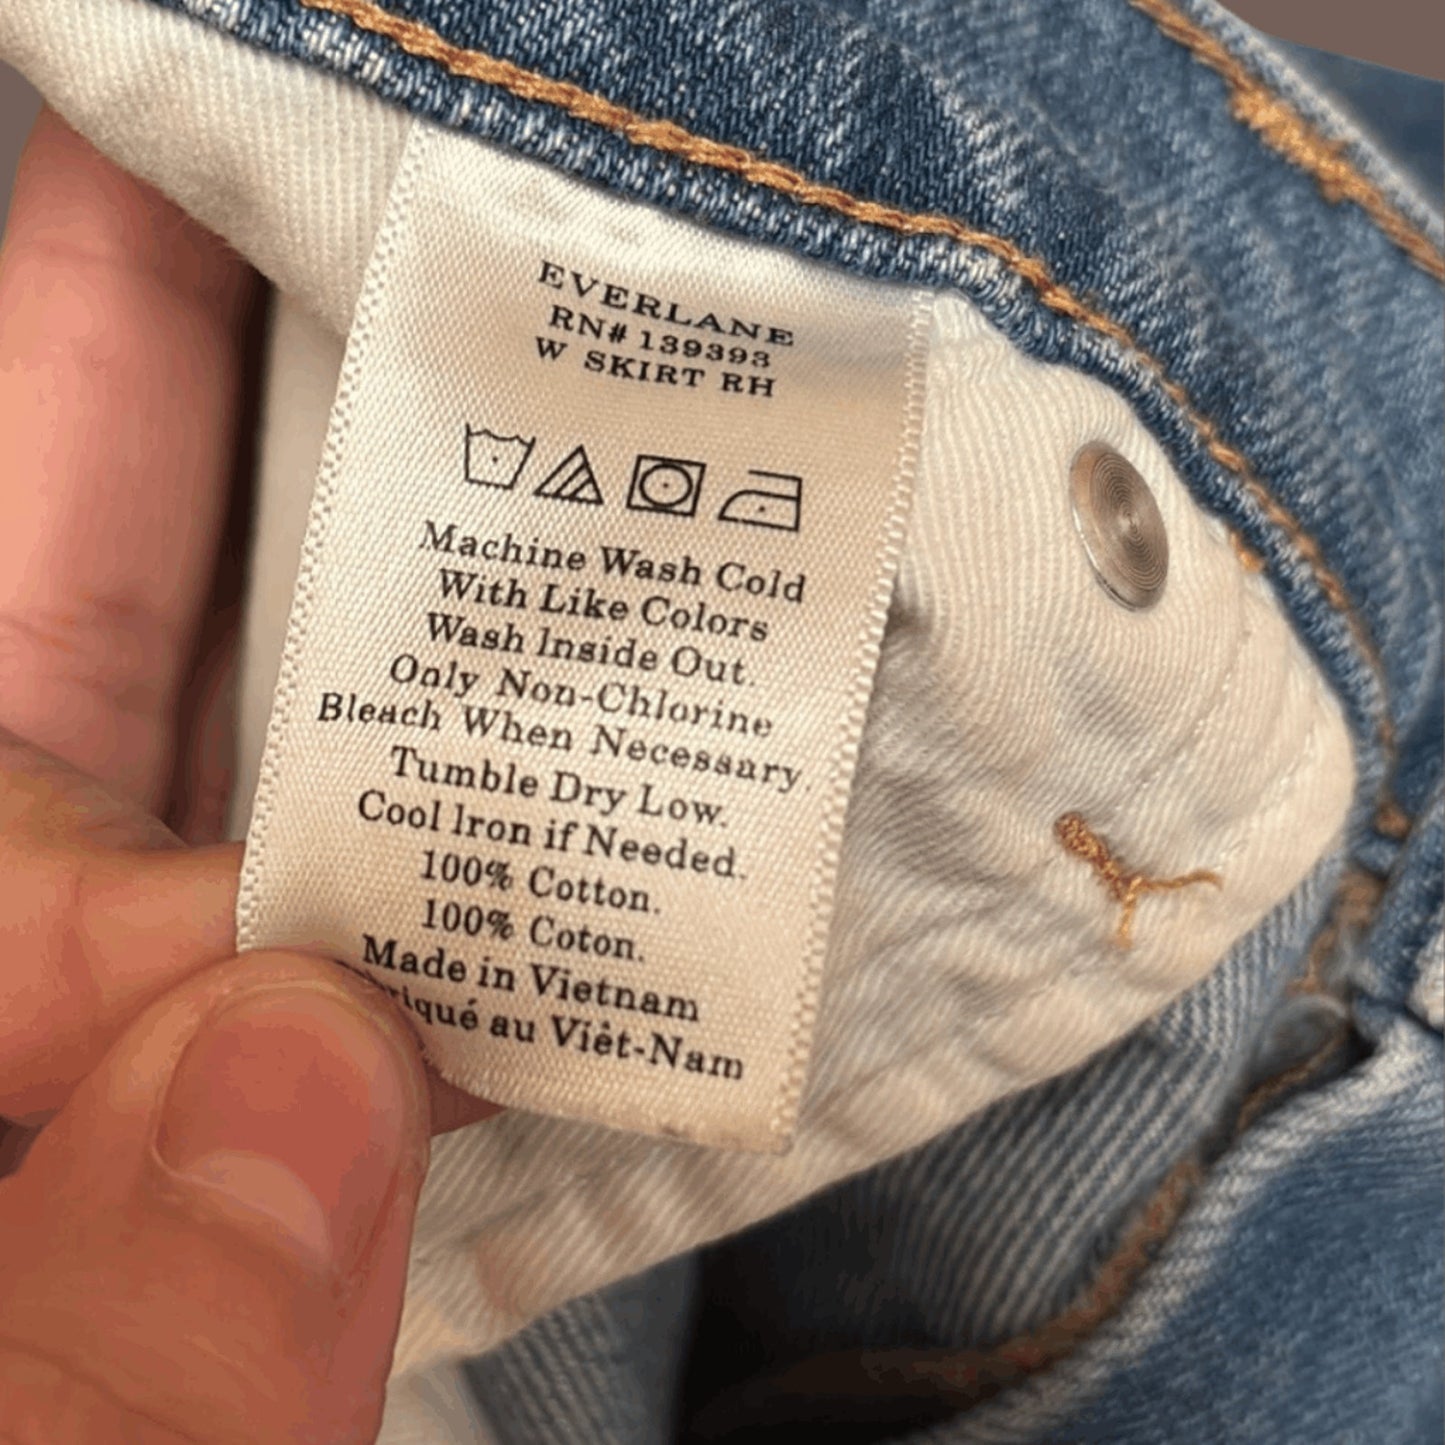 EVERLANE
RN# 139393
W SKIRT RH
Machine Wash Cold
With Like Colors
Wash Inside Out.
Only Non-Chlorine
Bleach When Necessary.
Tumble Dry Low.
Cool Iron if Needed.
100% Cotton.
100% Coton.
Made in Vietnam
au Viêt-Nam